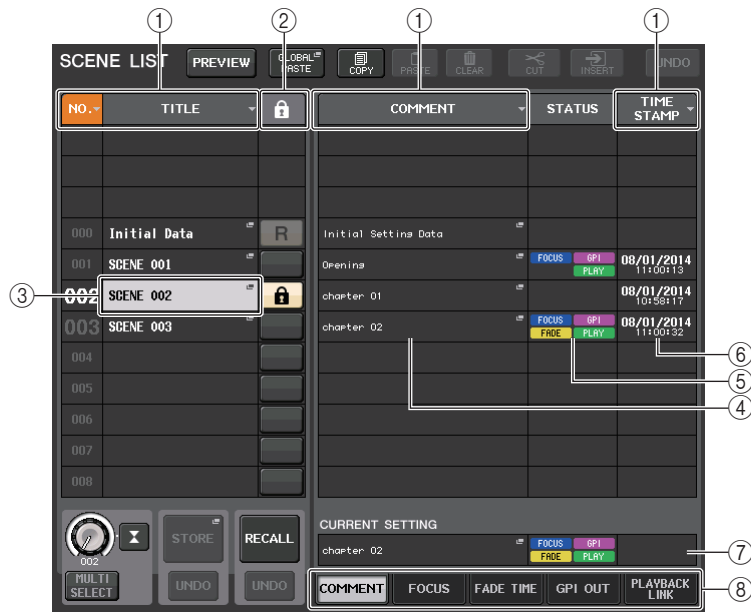 ① ② ① ①
SCENE LIST PREVIEW GLOBAL PASTE COPY PASTE CLEAR CUT INSERT UNDO
NO. TITLE COMMENT STATUS TIME STAMP
000 Initial Data R Initial Setting Data
001 SCENE 001 Opening FOCUS GPI PLAY 08/01/2014 11:00:13
③ 002 SCENE 002 chapter 01 08/01/2014 10:58:17
003 SCENE 003 chapter 02 FOCUS GPI FADE PLAY 08/01/2014 11:00:32
004 ⑥
005 ⑤
006 ④
007
008
CURRENT SETTING
002 STORE RECALL chapter 02 FOCUS GPI FADE PLAY ⑦
MULTI SELECT UNDO UNDO COMMENT FOCUS FADE TIME GPI OUT PLAYBACK LINK ⑧